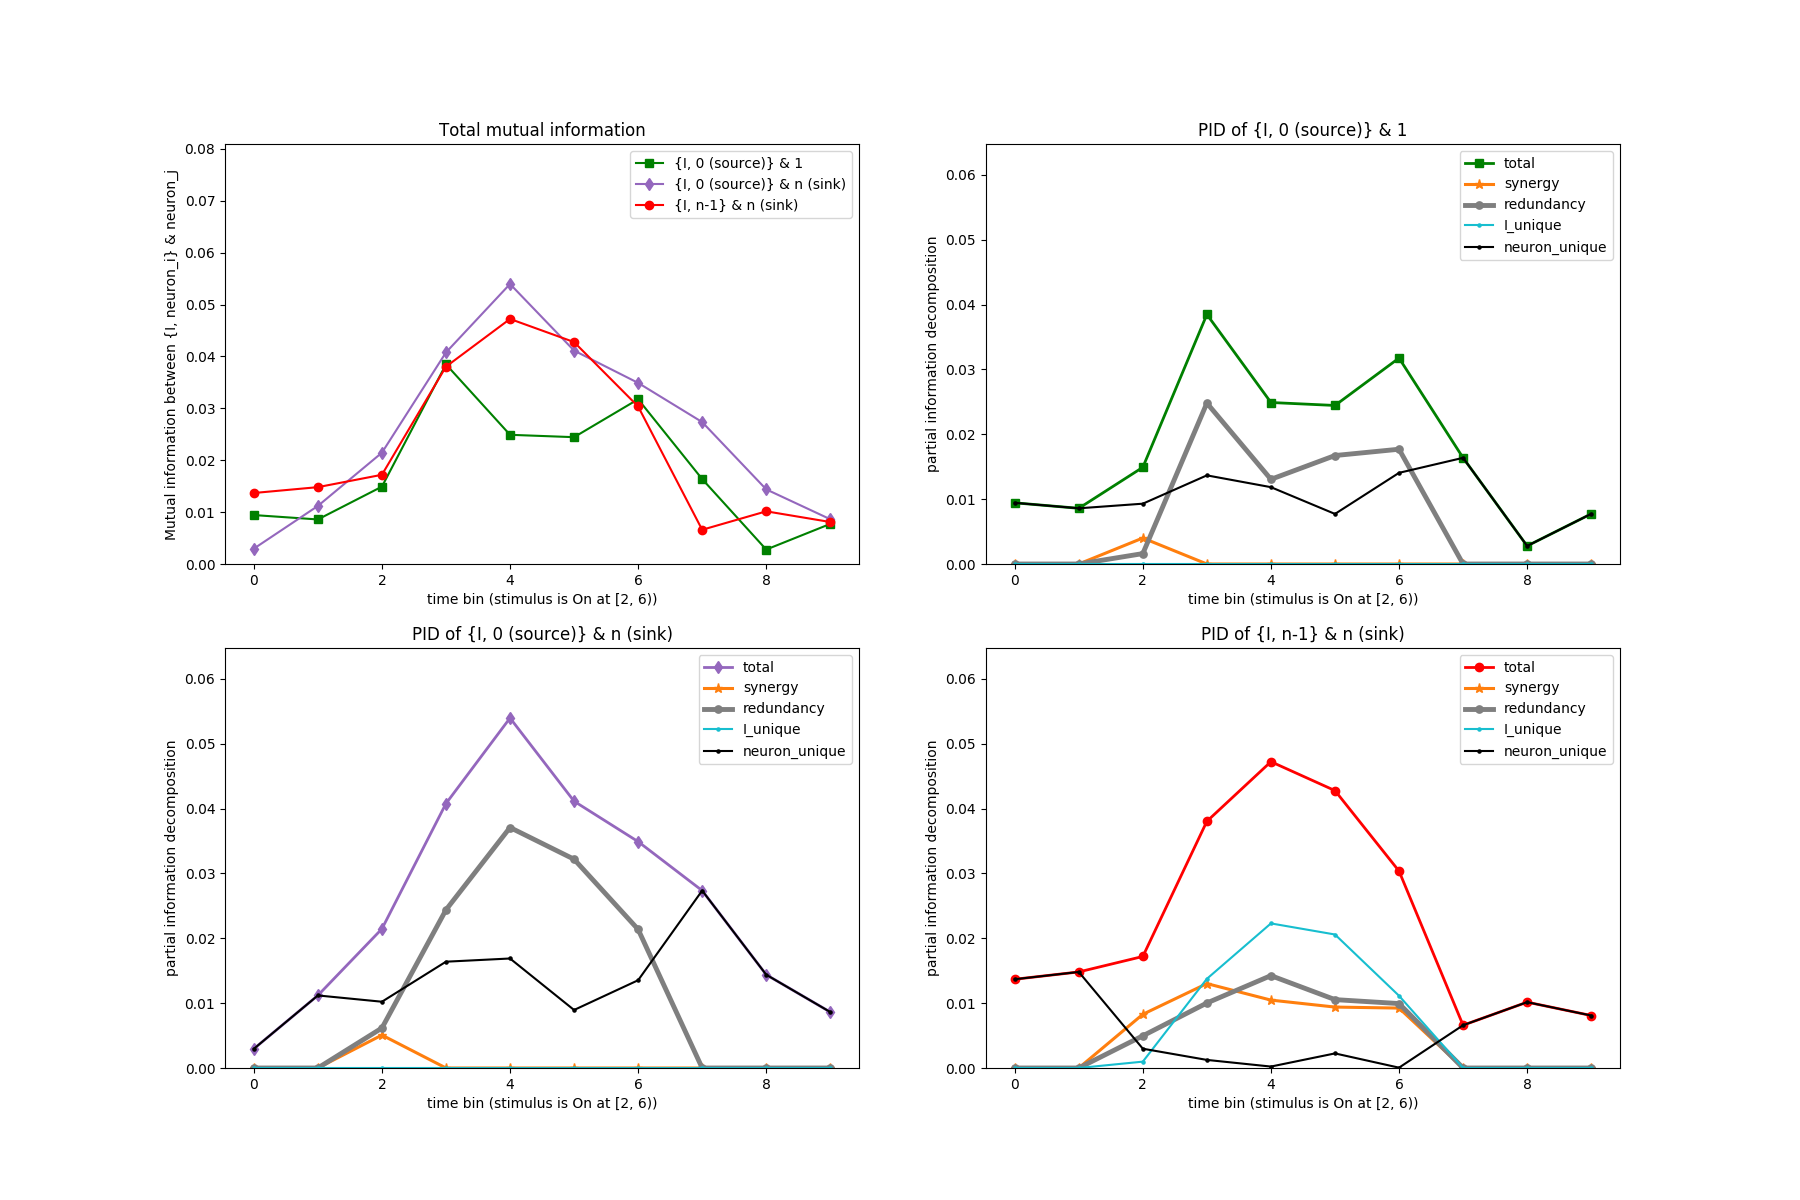 Total mutual information
Mutual information between {I, neuron_i} & neuron_j
0.08
0.07
0.06
0.05
0.04
0.03
0.02
0.01
0.00
{I, 0 (source)} & 1
{I, 0 (source)} & n (sink)
{I, n-1} & n (sink)
0 2 4 6 8
time bin (stimulus is On at [2, 6))
PID of {I, 0 (source)} & 1
partial information decomposition
0.06
0.05
0.04
0.03
0.02
0.01
0.00
total
synergy
redundancy
I_unique
neuron_unique
0 2 4 6 8
time bin (stimulus is On at [2, 6))
PID of {I, 0 (source)} & n (sink)
partial information decomposition
0.06
0.05
0.04
0.03
0.02
0.01
0.00
total
synergy
redundancy
I_unique
neuron_unique
0 2 4 6 8
time bin (stimulus is On at [2, 6))
PID of {I, n-1} & n (sink)
partial information decomposition
0.06
0.05
0.04
0.03
0.02
0.01
0.00
total
synergy
redundancy
I_unique
neuron_unique
0 2 4 6 8
time bin (stimulus is On at [2, 6))